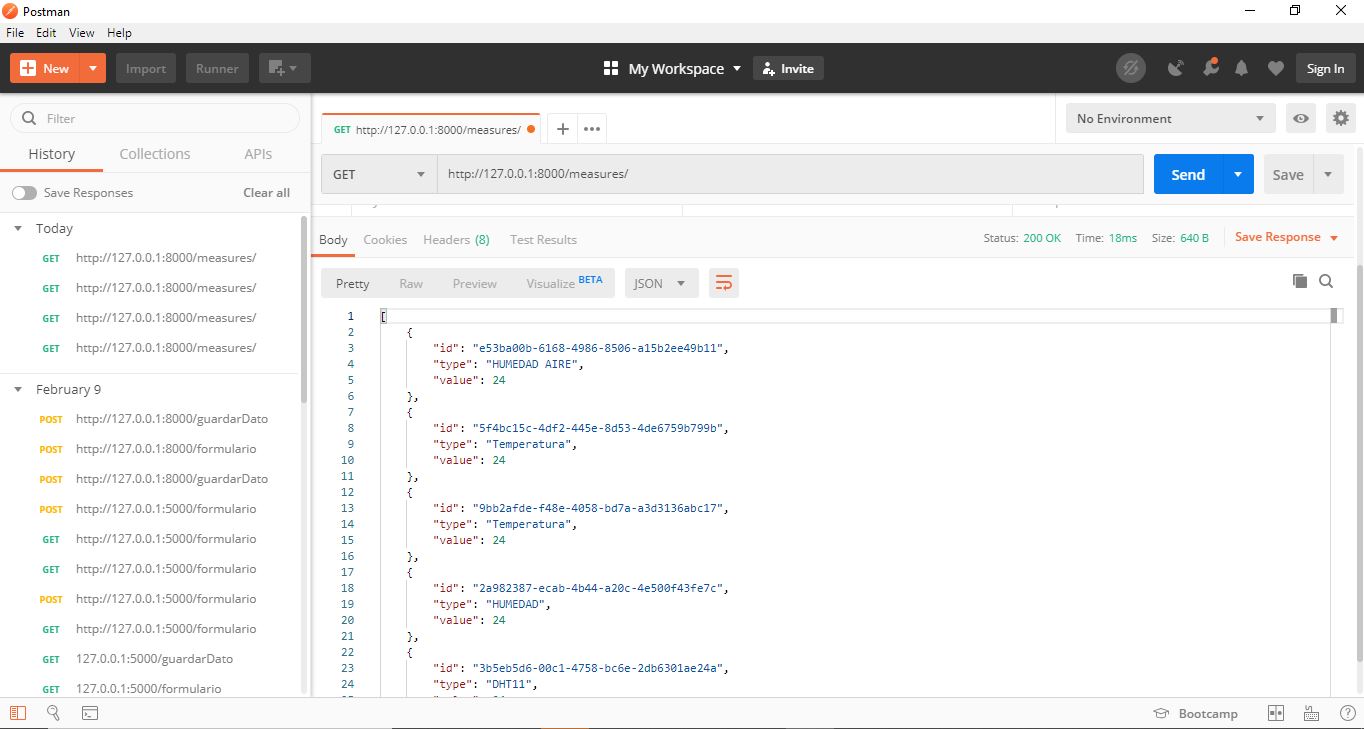 Postman
File Edit View Help
New Import Runner My Workspace Invite Sign In
Filter
History Collections APIs
Save Responses Clear all
Today
GET http://127.0.0.1:8000/measures/
GET http://127.0.0.1:8000/measures/
GET http://127.0.0.1:8000/measures/
GET http://127.0.0.1:8000/measures/
February 9
POST http://127.0.0.1:8000/guardarDato
POST http://127.0.0.1:8000/formulario
POST http://127.0.0.1:8000/guardarDato
POST http://127.0.0.1:5000/formulario
GET http://127.0.0.1:5000/formulario
GET http://127.0.0.1:5000/formulario
POST http://127.0.0.1:5000/formulario
GET http://127.0.0.1:5000/formulario
GET 127.0.0.1:5000/guardarDato
GET 127.0.0.1:5000/formulario
GET http://127.0.0.1:8000/measures/
No Environment
GET http://127.0.0.1:8000/measures/ Send Save
Body Cookies Headers (8) Test Results Status: 200 OK Time: 18ms Size: 640 B Save Response
Pretty Raw Preview Visualize BETA JSON
1 [
2 {
3 "id": "e53ba00b-6168-4986-8506-a15b2ee49b11",
4 "type": "HUMEDAD AIRE",
5 "value": 24
6 },
7 {
8 "id": "5f4bc15c-4df2-445e-8d53-4de6759b799b",
9 "type": "Temperatura",
10 "value": 24
11 },
12 {
13 "id": "9bb2afde-f48e-4058-bd7a-a3d3136abc17",
14 "type": "Temperatura",
15 "value": 24
16 },
17 {
18 "id": "2a982387-ecab-4b44-a20c-4e500f43fe7c",
19 "type": "HUMEDAD",
20 "value": 24
21 },
22 {
23 "id": "3b5eb5d6-00c1-4758-bc6e-2db6301ae24a",
24 "type": "DHT11",
Bootcamp